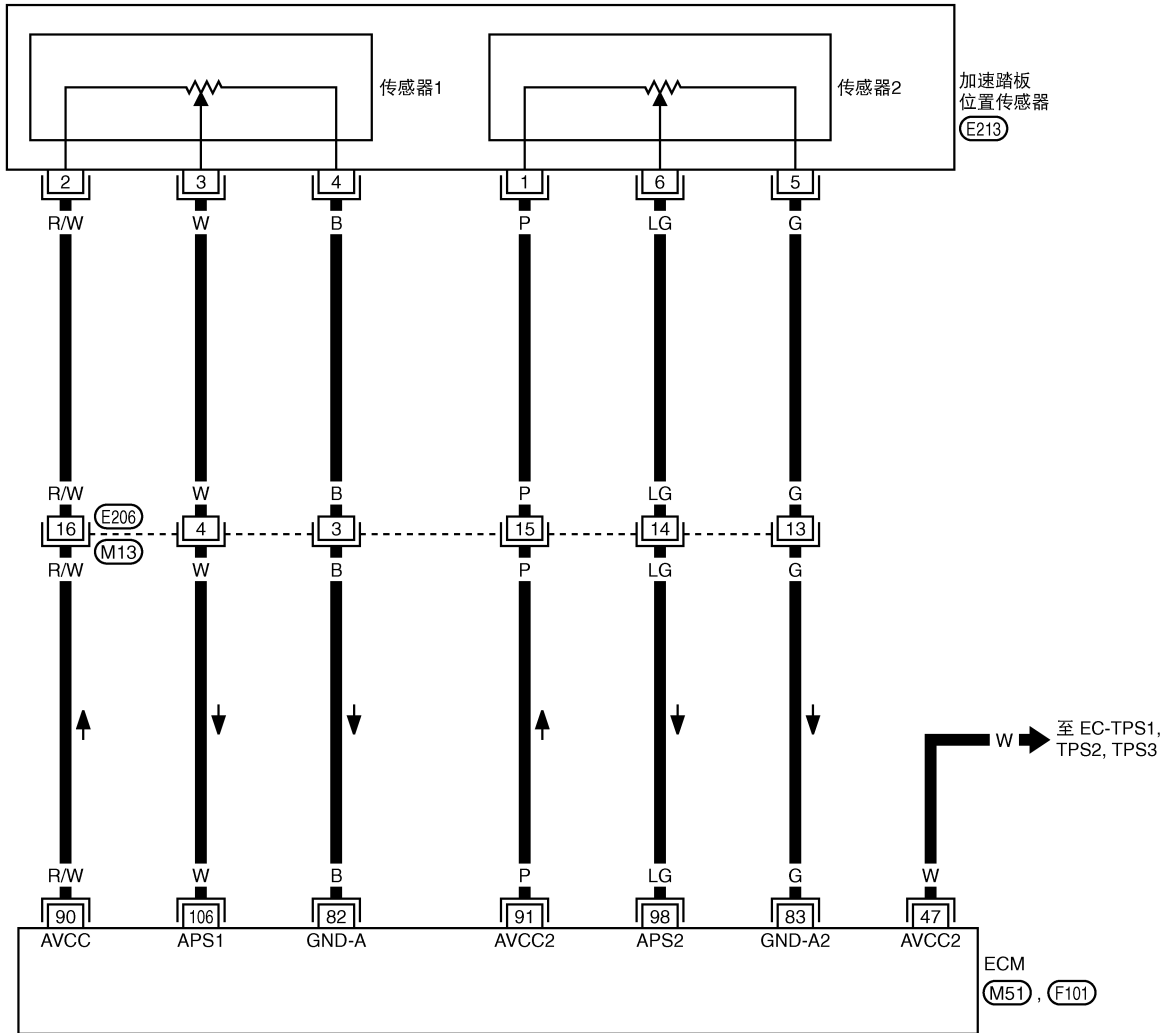 传感器1
传感器2
加速踏板
位置传感器
E213
2 3 4 1 6 5
R/W W B P LG G
R/W W B P LG G
E206
16 4 3 15 14 13
M13
R/W W B P LG G
W
至 EC-TPS1,
TPS2, TPS3
R/W W B P LG G W
90 106 82 91 98 83 47
AVCC APS1 GND-A AVCC2 APS2 GND-A2 AVCC2
ECM
M51 , F101